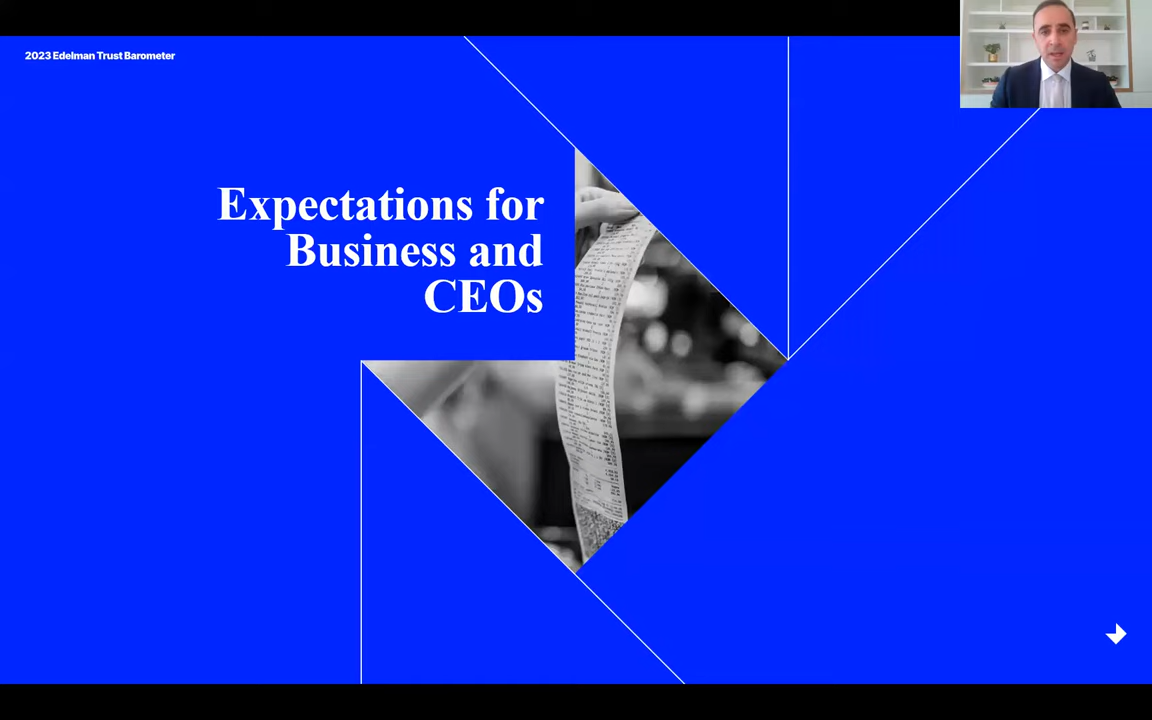 2023 Edelman Trust Barometer
Expectations for
Business and
CEOs